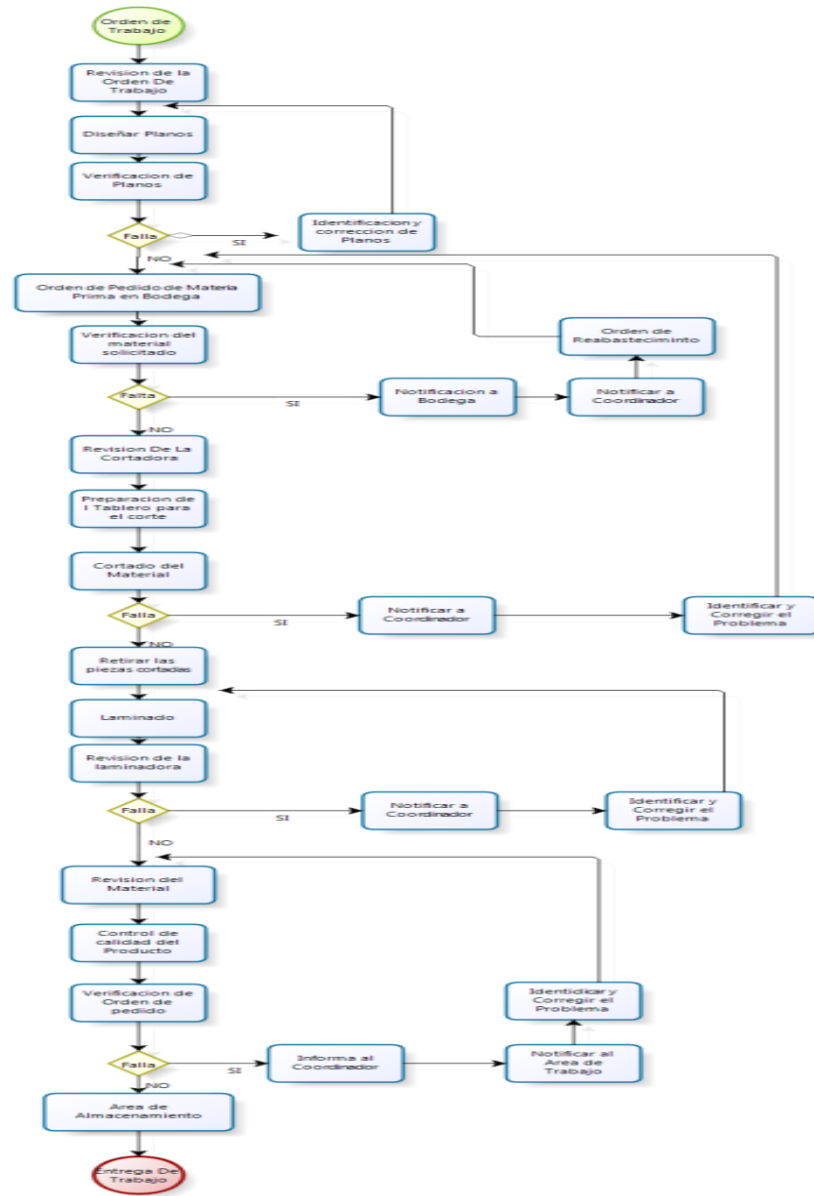 Orden de
Trabajo
Revision de la
Orden De
Trabajo
Diseñar Planos
Verificacion de
Planos
Falla
SI
Identificacion y
correccion de
Planos
NO
Orden de Pedido de Materia
Prima en Bodega
Verificacion del
material
solicitado
Orden de
Reabasteciminto
Falta
SI
Notificacion a
Bodega
Notificar a
Coordinador
NO
Revision De La
Cortadora
Preparacion de
l Tablero para
el corte
Cortado del
Material
Falla
SI
Notificar a
Coordinador
Identificar y
Corregir el
Problema
NO
Retirar las
piezas cortadas
Laminado
Revision de la
laminadora
Falla
SI
Notificar a
Coordinador
Identificar y
Corregir el
Problema
NO
Revision del
Material
Control de
calidad del
Producto
Verificacion de
Orden de
pedido
Identidicar y
Corregir el
Problema
Falla
SI
Informa al
Coordinador
Notificar al
Area de
Trabajo
NO
Area de
Almacenamiento
Entrega De
Trabajo